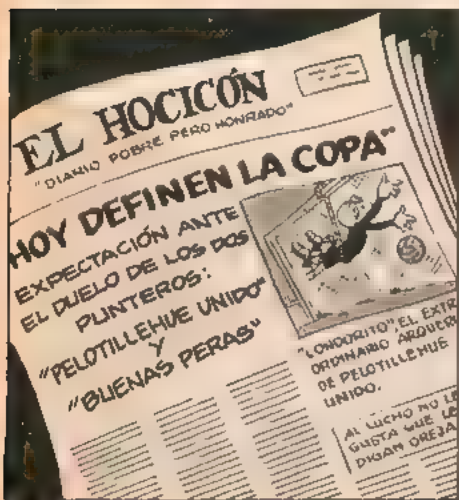 EL HOCICÓN
"DIARIO POBRE PERO HONRADO"
HOY DEFINEN LA COPA"
EXPECTACIÓN ANTE
EL DUELO DE LOS DOS
PUNTEROS:
"PELOTILLEHUE UNIDO"
Y
"BUENAS PERAS"
"CONDORITO", EL EXTR
ORDINARIO ARQUERO
DE PELOTILLEHUE
UNIDO.
AL LUCHO NO LE
GUSTA QUE LE
DIGAN OREJA